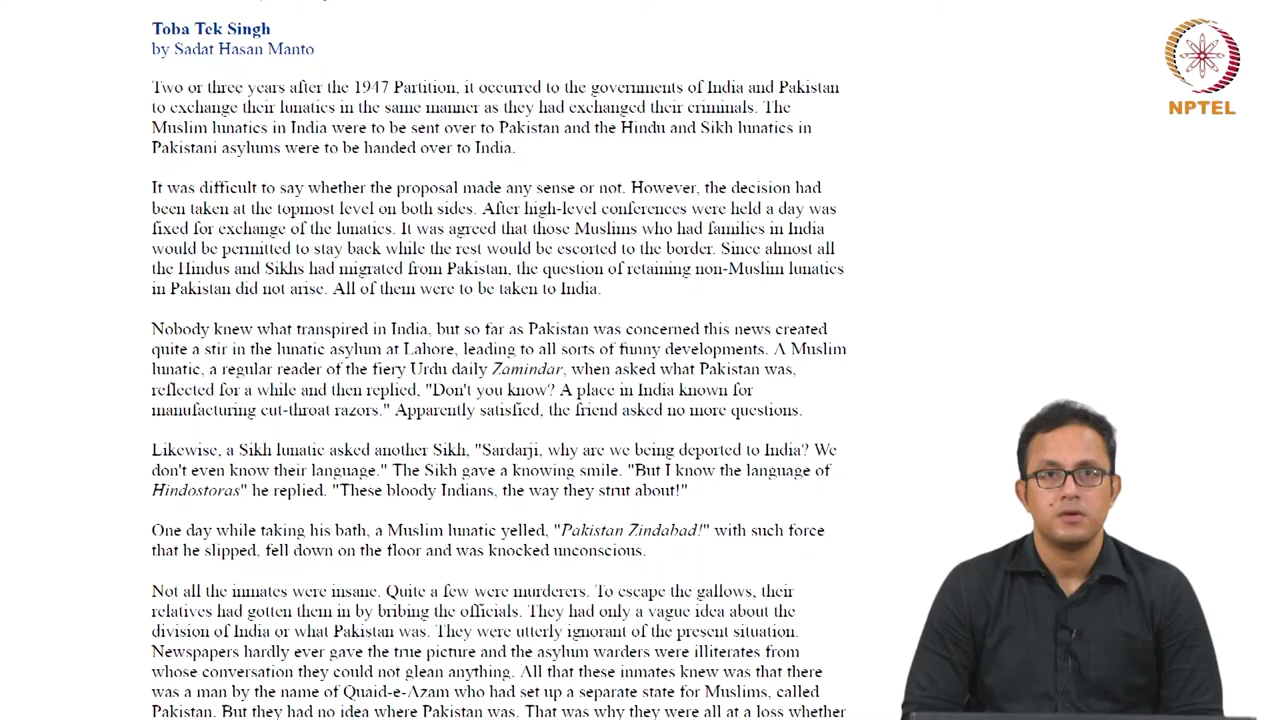 Toba Tek Singh
by Sadat Hasan Manto
Two or three years after the 1947 Partition, it occurred to the governments of India and Pakistan
to exchange their lunatics in the same manner as they had exchanged their criminals. The
Muslim lunatics in India were to be sent over to Pakistan and the Hindu and Sikh lunatics in
Pakistani asylums were to be handed over to India.
It was difficult to say whether the proposal made any sense or not. However, the decision had
been taken at the topmost level on both sides. After high-level conferences were held a day was
fixed for exchange of the lunatics. It was agreed that those Muslims who had families in India
would be permitted to stay back while the rest would be escorted to the border. Since almost all
the Hindus and Sikhs had migrated from Pakistan, the question of retaining non-Muslim lunatics
in Pakistan did not arise. All of them were to be taken to India.
Nobody knew what transpired in India, but so far as Pakistan was concerned this news created
quite a stir in the lunatic asylum at Lahore, leading to all sorts of funny developments. A Muslim
lunatic, a regular reader of the fiery Urdu daily Zamindar, when asked what Pakistan was,
reflected for a while and then replied, "Don't you know? A place in India known for
manufacturing cut-throat razors." Apparently satisfied, the friend asked no more questions.
Likewise, a Sikh lunatic asked another Sikh, "Sardarji, why are we being deported to India? We
don't even know their language." The Sikh gave a knowing smile. "But I know the language of
Hindostoras" he replied. "These bloody Indians, the way they strut about!"
One day while taking his bath, a Muslim lunatic yelled, "Pakistan Zindabad!" with such force
that he slipped, fell down on the floor and was knocked unconscious.
Not all the inmates were insane. Quite a few were murderers. To escape the gallows, their
relatives had gotten them in by bribing the officials. They had only a vague idea about the
division of India or what Pakistan was. They were utterly ignorant of the present situation.
Newspapers hardly ever gave the true picture and the asylum warders were illiterates from
whose conversation they could not glean anything. All that these inmates knew was that there
was a man by the name of Quaid-e-Azam who had set up a separate state for Muslims, called
Pakistan. But they had no idea where Pakistan was. That was why they were all at a loss whether
NPTEL